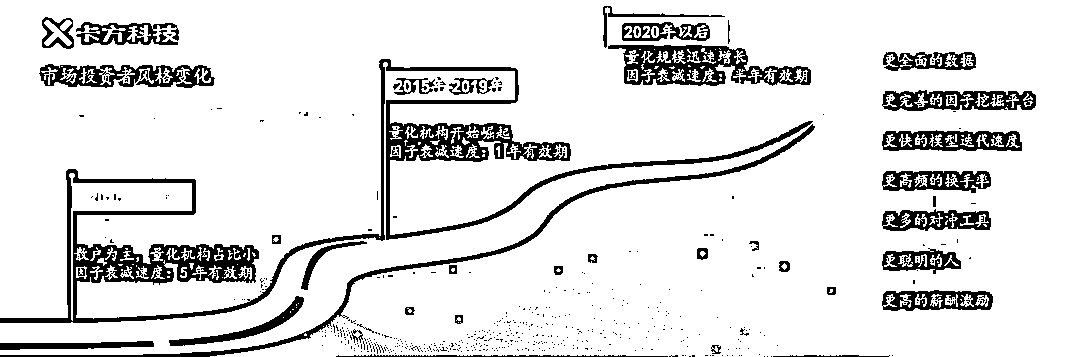 卡方科技
市场投资者风格变化
散户为主，量化机构占比小
因子衰减速度：5年有效期
2015年-2019年
量化机构开始崛起
因子衰减速度：1年有效期
2020年以后
量化规模迅速增长
因子衰减速度：半年有效期
更全面的数据
更完善的因子挖掘平台
更快的模型迭代速度
更高频的换手率
更多的对冲工具
更聪明的人
更高的薪酬激励